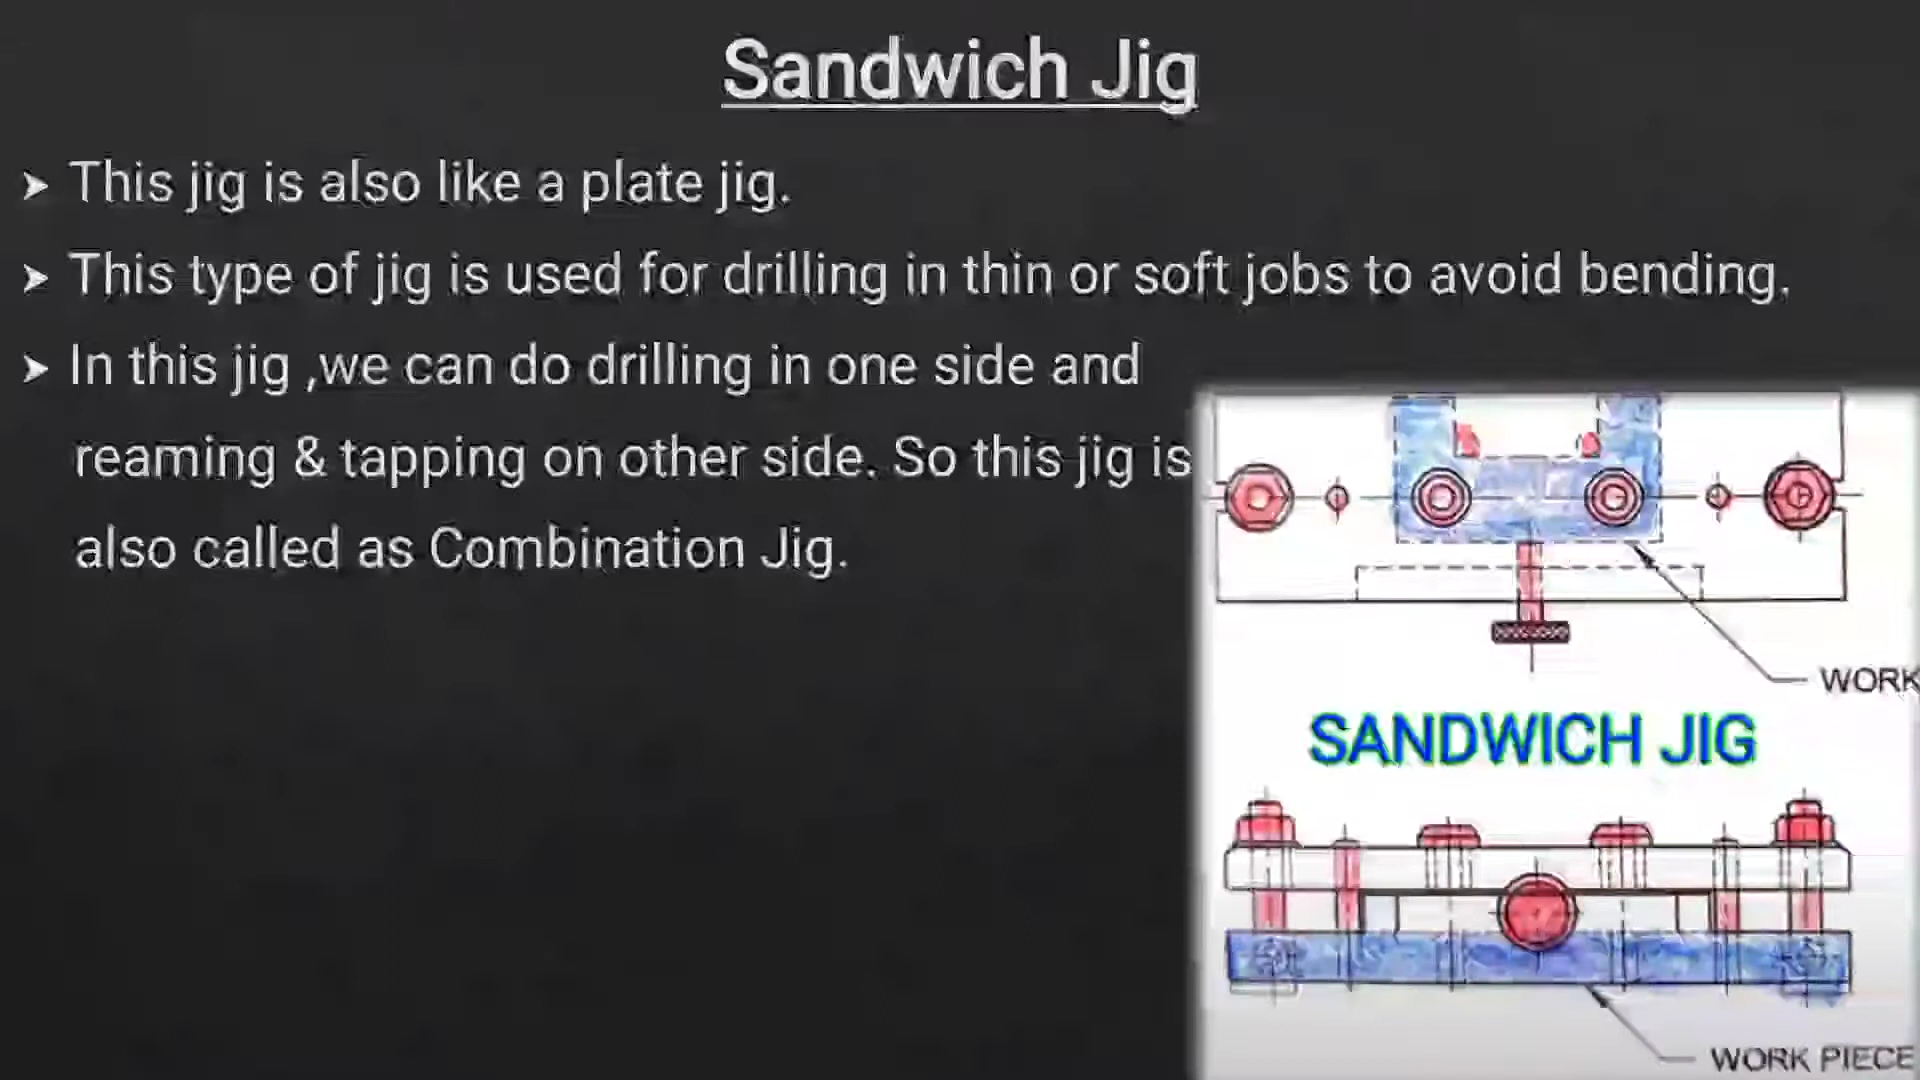 Sandwich Jig
➤ This jig is also like a plate jig.
➤ This type of jig is used for drilling in thin or soft jobs to avoid bending.
➤ In this jig ,we can do drilling in one side and
reaming & tapping on other side. So this jig is
also called as Combination Jig.
WORK
SANDWICH JIG
WORK PIECE